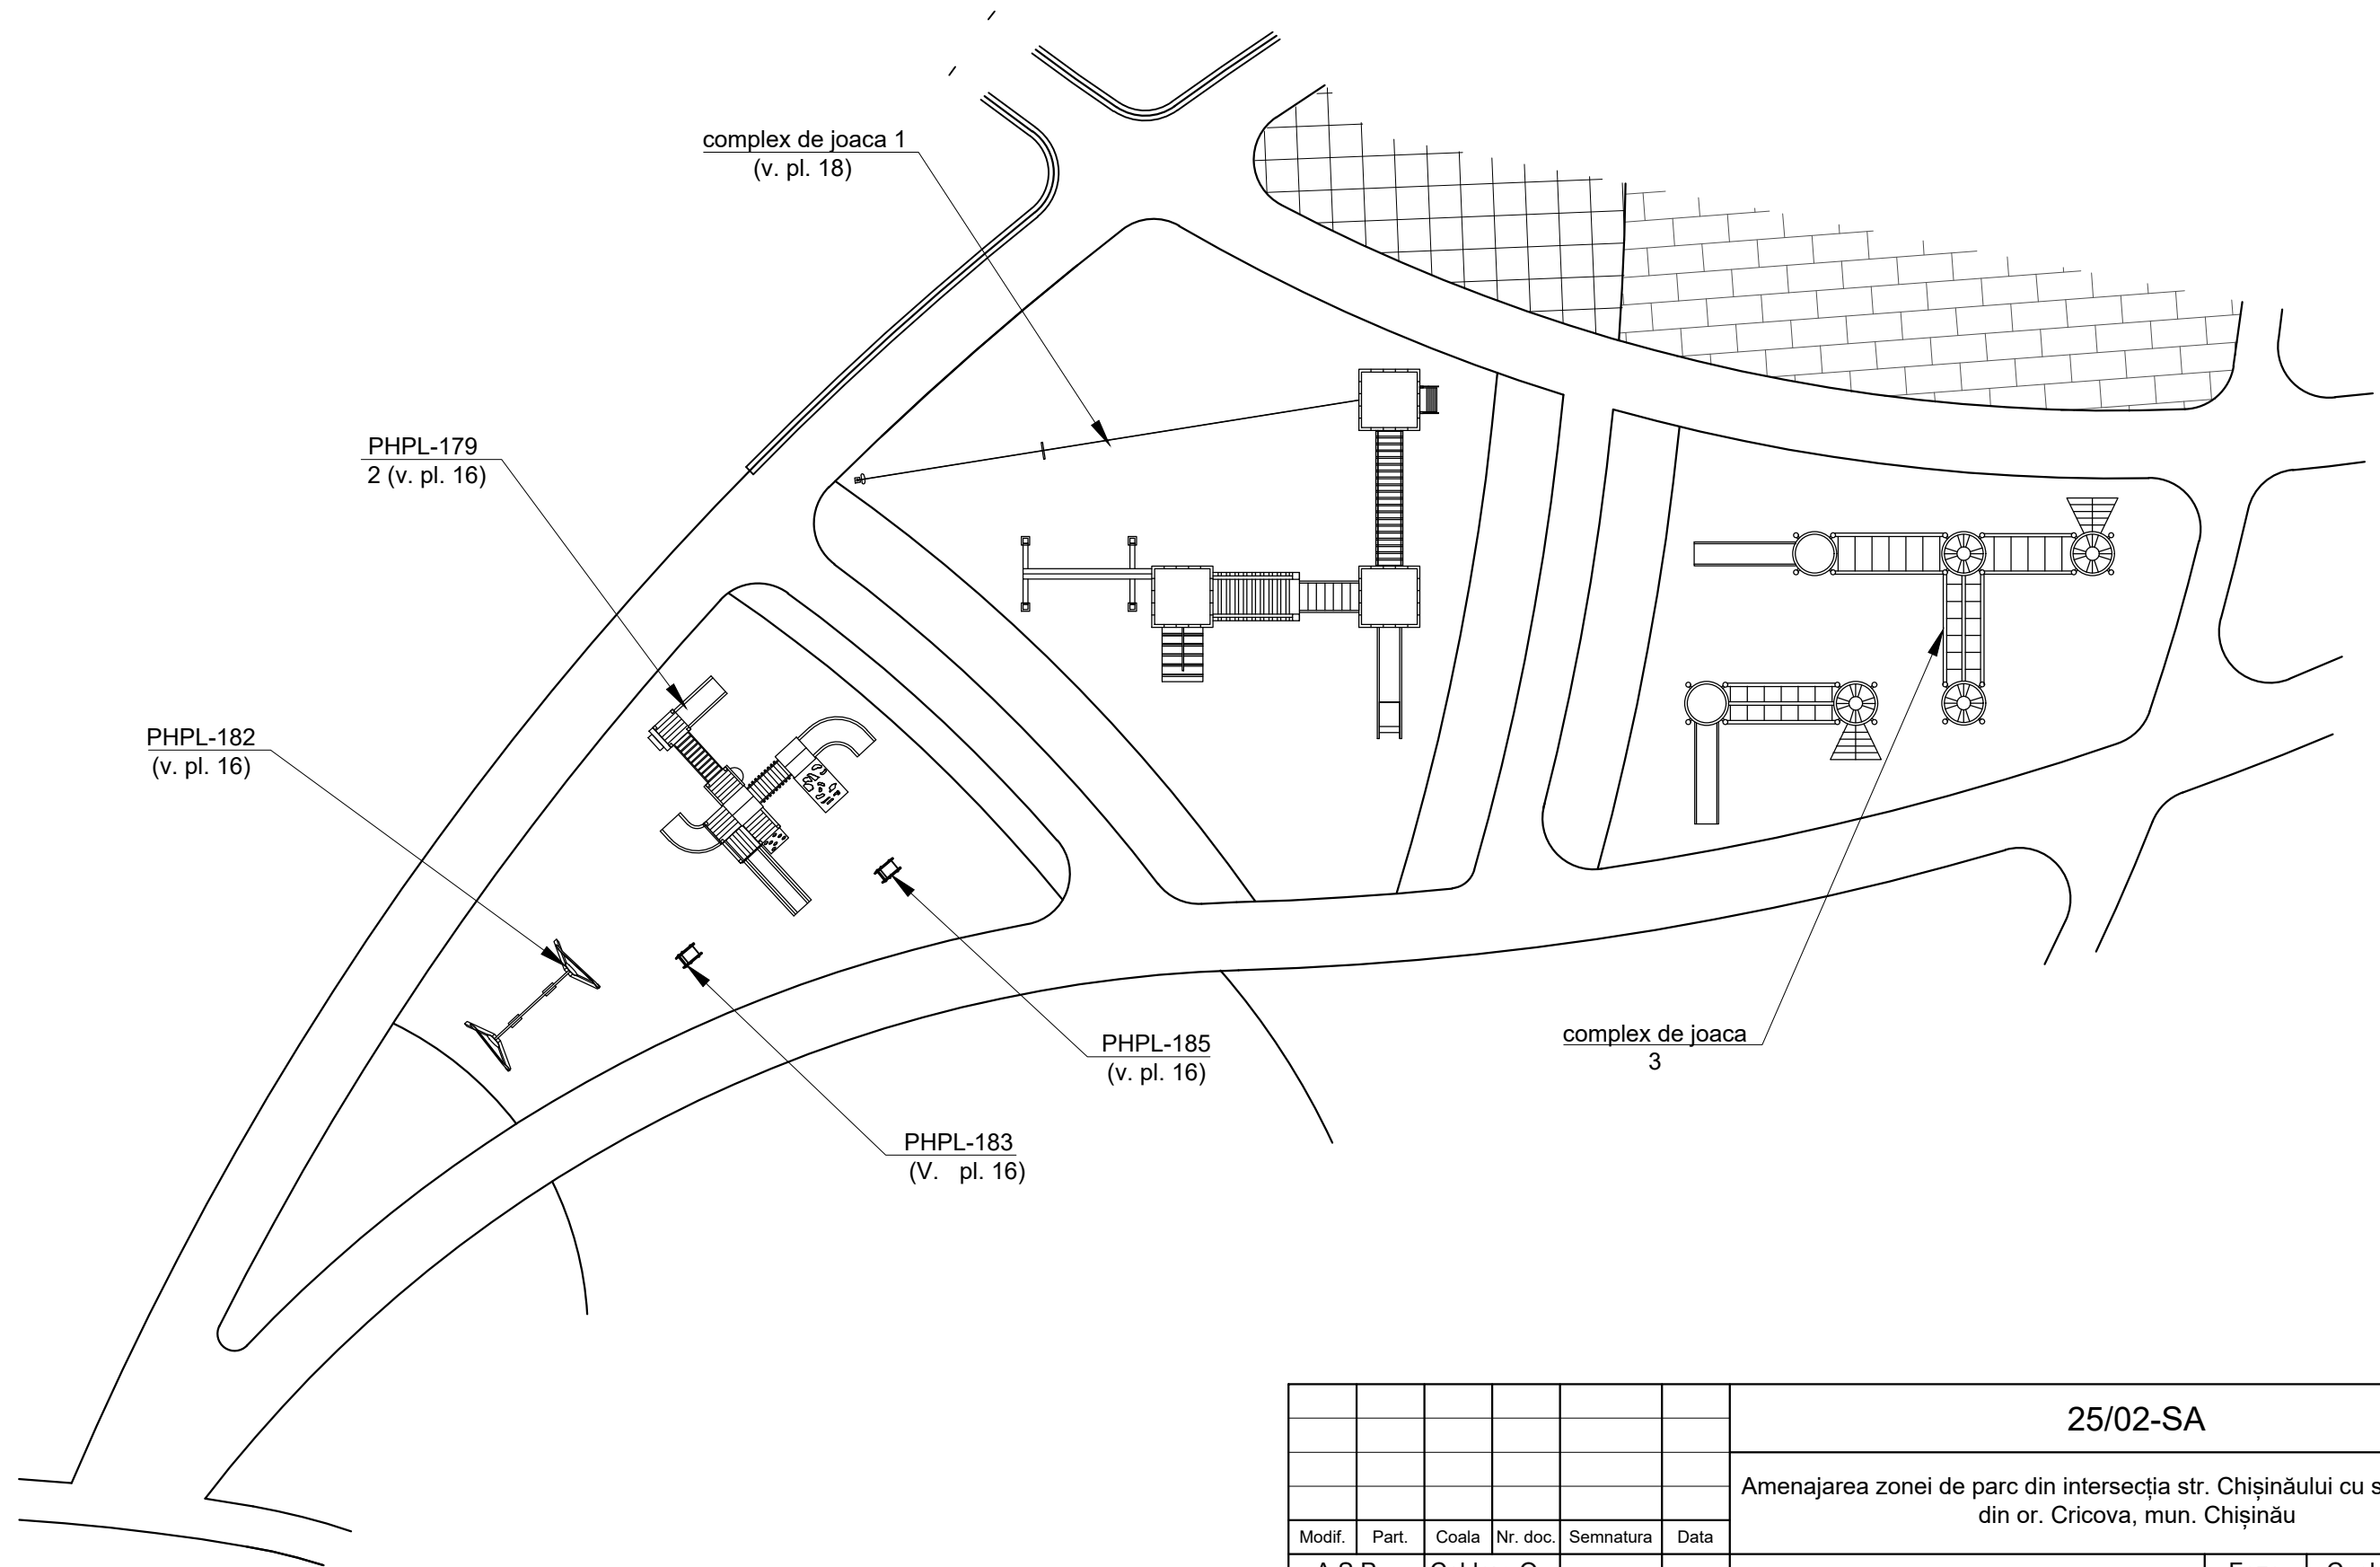 complex de joaca 1
(v. pl. 18)
PHPL-179
2 (v. pl. 16)
PHPL-182
(v. pl. 16)
PHPL-185
(v. pl. 16)
complex de joaca
3
PHPL-183
(V. pl. 16)
25/02-SA
Amenajarea zonei de parc din intersecția str. Chișinăului cu
din or. Cricova, mun. Chișinău
Modif. Part. Coala Nr. doc. Semnatura Data